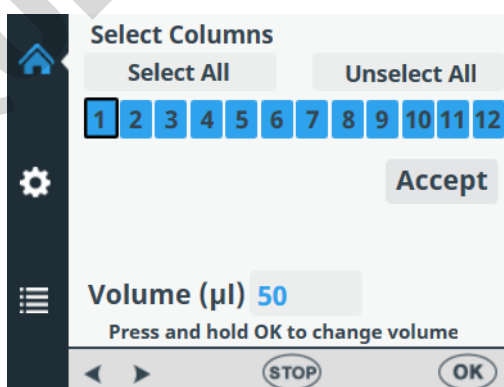 Select Columns
Select All Unselect All
1 2 3 4 5 6 7 8 9 10 11 12
Accept
Volume (µl) 50
Press and hold OK to change volume
STOP OK